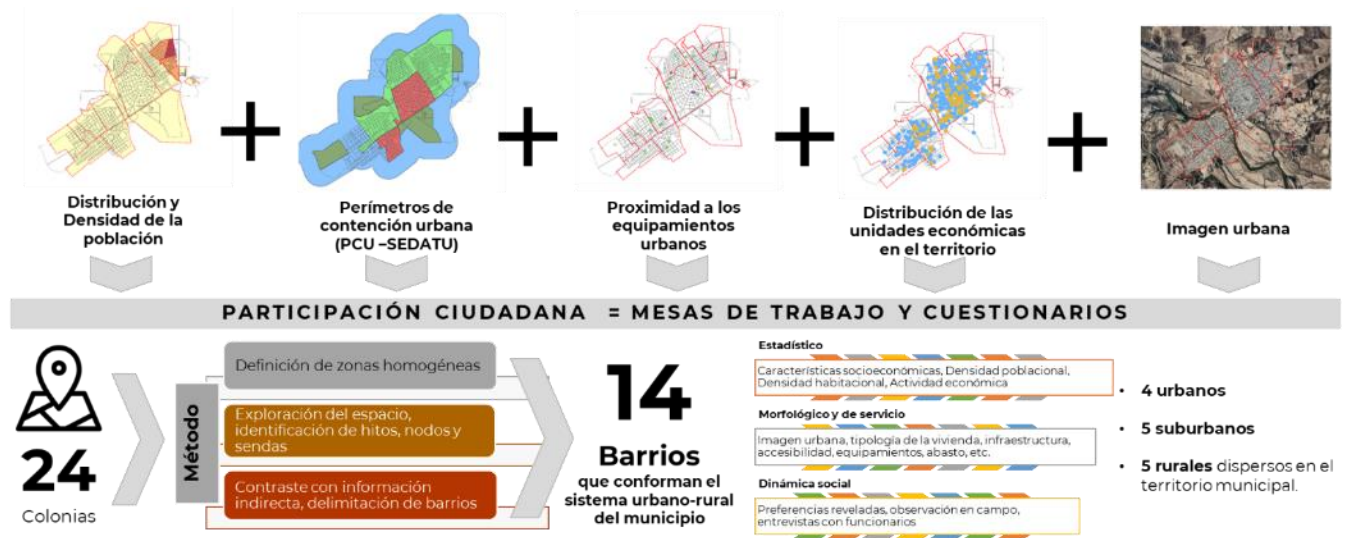 Distribución y
Densidad de la
población
Perímetros de
contención urbana
(PCU –SEDATU)
Proximidad a los
equipamientos
urbanos
Distribución de las
unidades económicas
en el territorio
Imagen urbana
PARTICIPACIÓN CIUDADANA = MESAS DE TRABAJO Y CUESTIONARIOS
24
Colonias
Método
Definición de zonas homogéneas
Exploración del espacio,
identificación de hitos, nodos y
sendas
Contraste con información
indirecta, delimitación de barrios
14
Barrios
que conforman el
sistema urbano-rural
del municipio
Estadístico
Características socioeconómicas, Densidad poblacional,
Densidad habitacional, Actividad económica
Morfológico y de servicio
Imagen urbana, tipología de la vivienda, infraestructura,
accesibilidad, equipamientos, abasto, etc.
Dinámica social
Preferencias reveladas, observación en campo,
entrevistas con funcionarios
• 4 urbanos
• 5 suburbanos
• 5 rurales dispersos en el
territorio municipal.